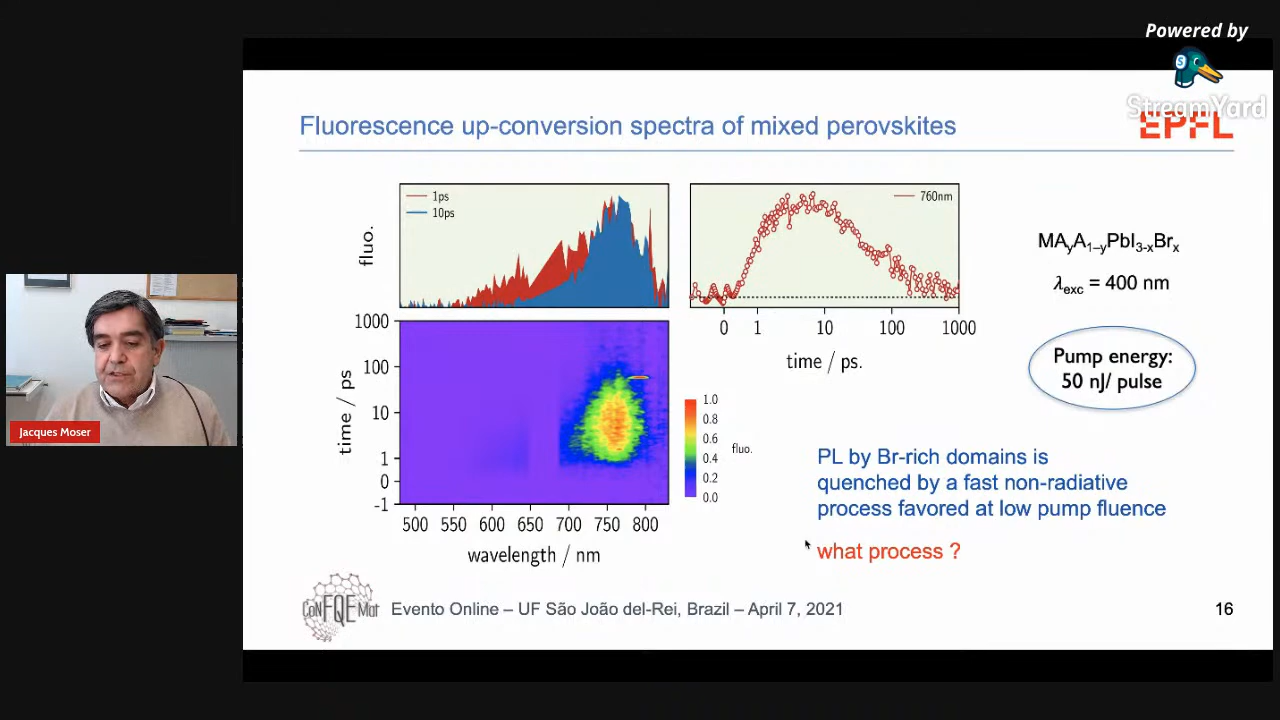 Powered by
S
StreamYard
EPFL
Fluorescence up-conversion spectra of mixed perovskites
1ps
10ps
fluo.
760nm
0 1 10 100 1000
time / ps.
1000
100
10
1
0
-1
time / ps
500 550 600 650 700 750 800
wavelength / nm
1.0
0.8
0.6
0.4
0.2
0.0
fluo.
MAyA1–yPbI3-xBrx
λexc = 400 nm
Pump energy:
50 nJ/ pulse
PL by Br-rich domains is
quenched by a fast non-radiative
process favored at low pump fluence
what process ?
Jacques Moser
CoNFQEMat
Evento Online – UF São João del-Rei, Brazil – April 7, 2021
16